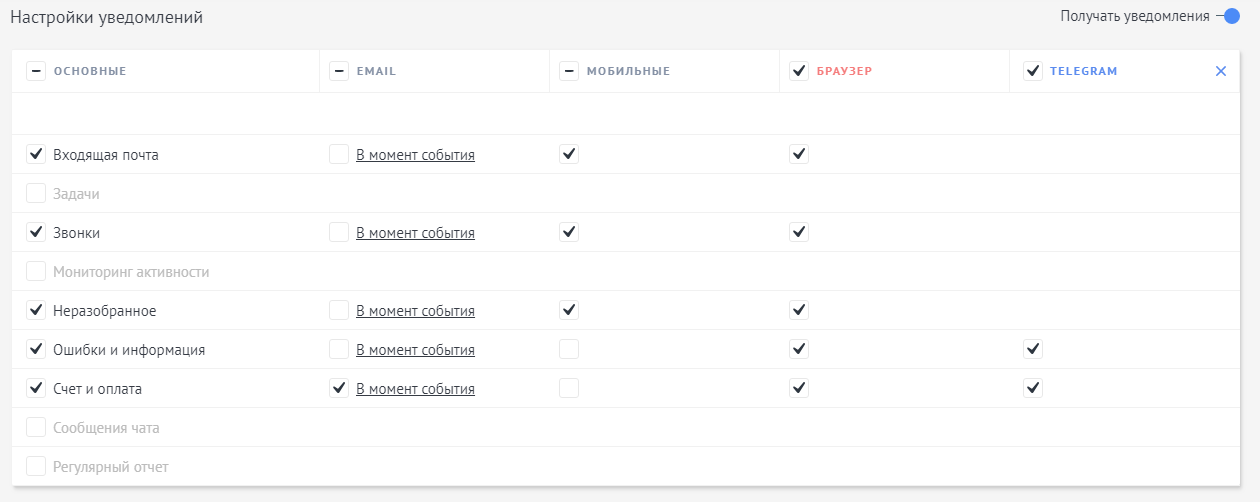 Настройки уведомлений Получать уведомления
ОСНОВНЫЕ EMAIL МОБИЛЬНЫЕ БРАУЗЕР TELEGRAM
Входящая почта В момент события
Задачи
Звонки В момент события
Мониторинг активности
Неразобранное В момент события
Ошибки и информация В момент события
Счет и оплата В момент события
Сообщения чата
Регулярный отчет